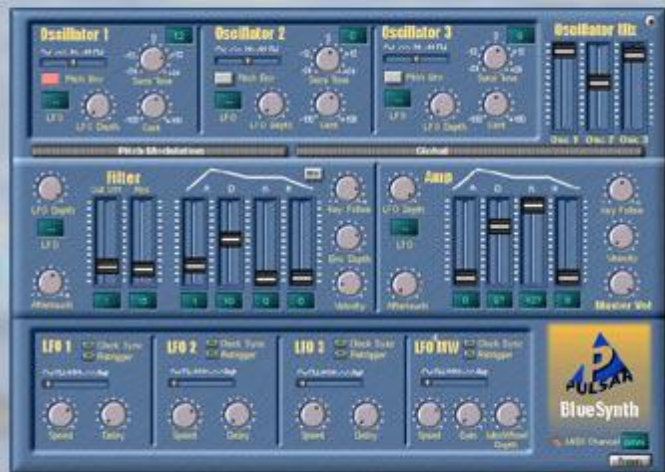 Oscillator 1
Oscillator 2
Oscillator 3
Oscillator Mix
Pitch Env
Semi Tone
Pitch Env
Semi Tone
Pitch Env
Semi Tone
LFO
LFO Depth
Cent
LFO
LFO Depth
Cent
LFO
LFO Depth
Cent
Osc. 1 Osc. 2 Osc. 3
Pitch Modulation
Global
Filter
Amp
LFO Depth
Cut Off
Res
A D S R
Key Follow
LFO Depth
A D S R
Key Follow
LFO
Env Depth
LFO
Velocity
Aftertouch
Velocity
Aftertouch
Master Vol
LFO 1
Clock Sync
Retrigger
LFO 2
Clock Sync
Retrigger
LFO 3
Clock Sync
Retrigger
LFO MW
Clock Sync
Retrigger
Speed
Delay
Speed
Delay
Speed
Delay
Speed
Depth
PULSAR
BlueSynth
MIDI Channel